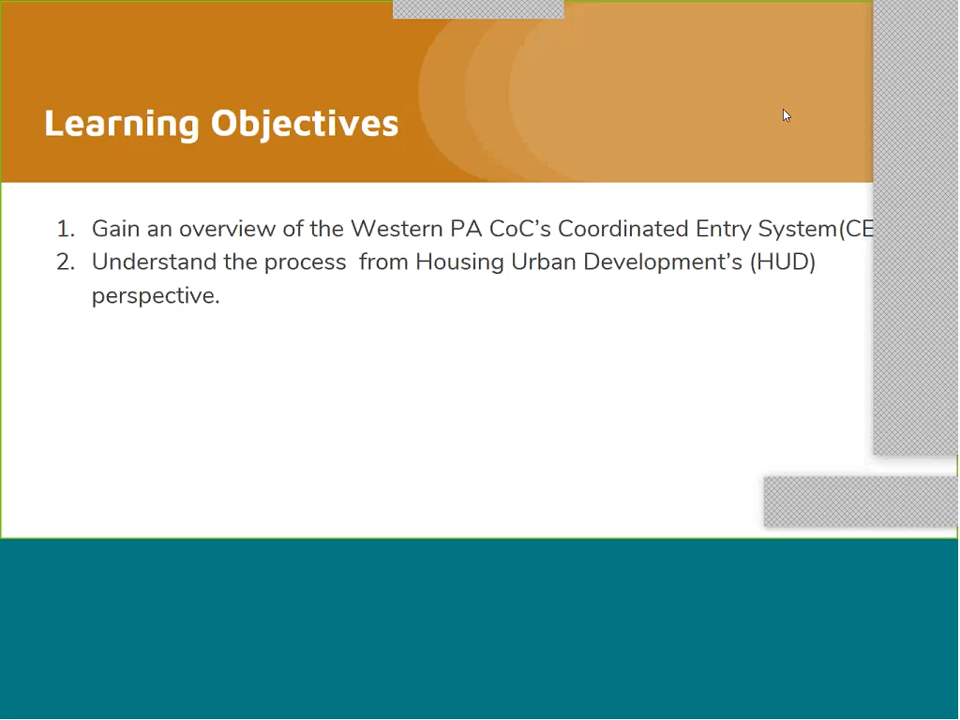 Learning Objectives
1. Gain an overview of the Western PA CoC's Coordinated Entry System(CE
2. Understand the process  from Housing Urban Development's (HUD)
perspective.